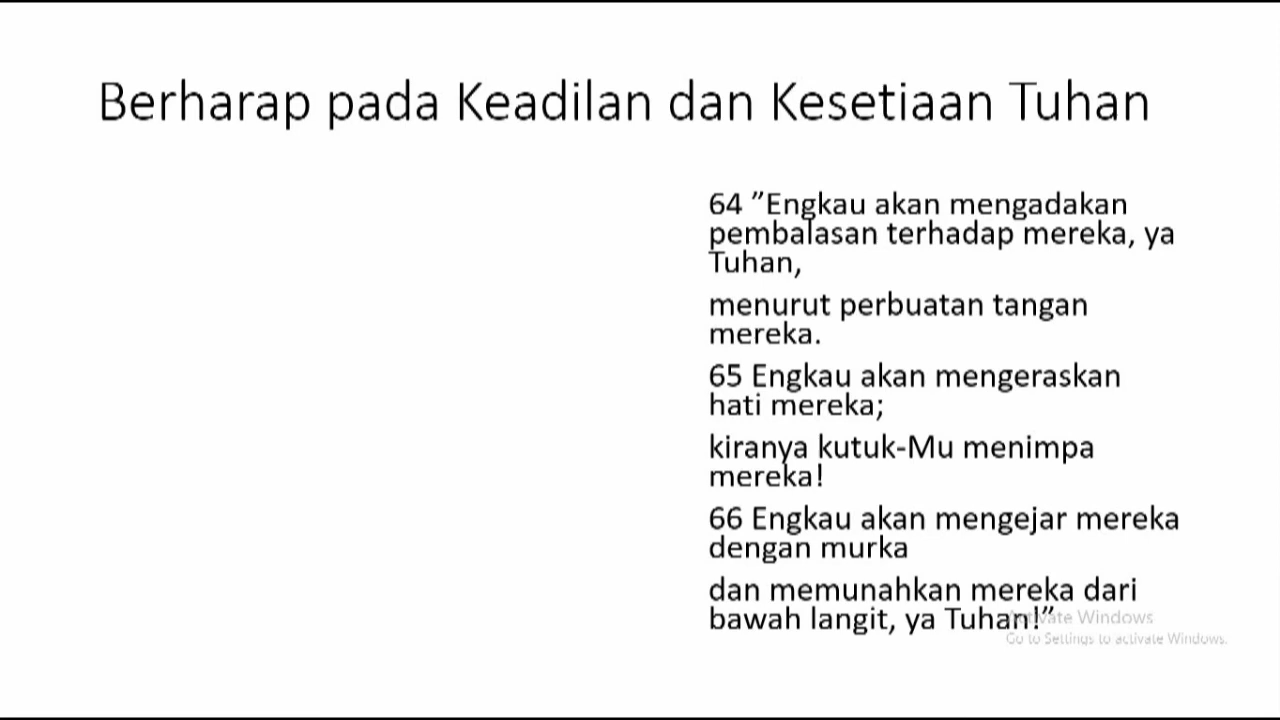 Berharap pada Keadilan dan Kesetiaan Tuhan
64 ”Engkau akan mengadakan
pembalasan terhadap mereka, ya
Tuhan,
menurut perbuatan tangan
mereka.
65 Engkau akan mengeraskan
hati mereka;
kiranya kutuk-Mu menimpa
mereka!
66 Engkau akan mengejar mereka
dengan murka
dan memunahkan mereka dari
bawah langit, ya Tuhan!”
Activate Windows
Go to Settings to activate Windows.